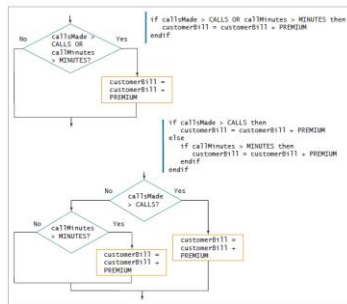 if callsMade > CALLS OR callMinutes > MINUTES then
customerBill = customerBill + PREMIUM
endif
No
callsMade >
CALLS OR
callMinutes
> MINUTES?
Yes
customerBill =
customerBill +
PREMIUM
if callsMade > CALLS then
customerBill = customerBill + PREMIUM
else
if callMinutes > MINUTES then
customerBill = customerBill + PREMIUM
endif
endif
No
callsMade
> CALLS?
Yes
No
callMinutes
> MINUTES?
Yes
customerBill =
customerBill +
PREMIUM
customerBill =
customerBill +
PREMIUM